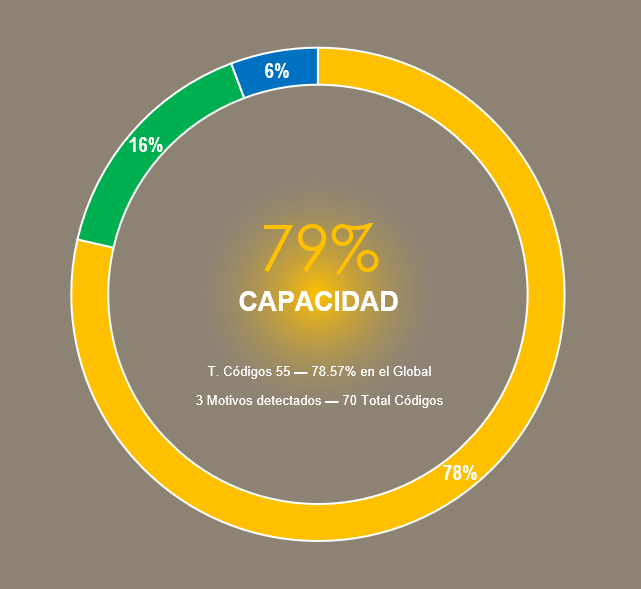 6%
16%
79%
CAPACIDAD
T. Códigos 55 — 78.57% en el Global
3 Motivos detectados — 70 Total Códigos
78%